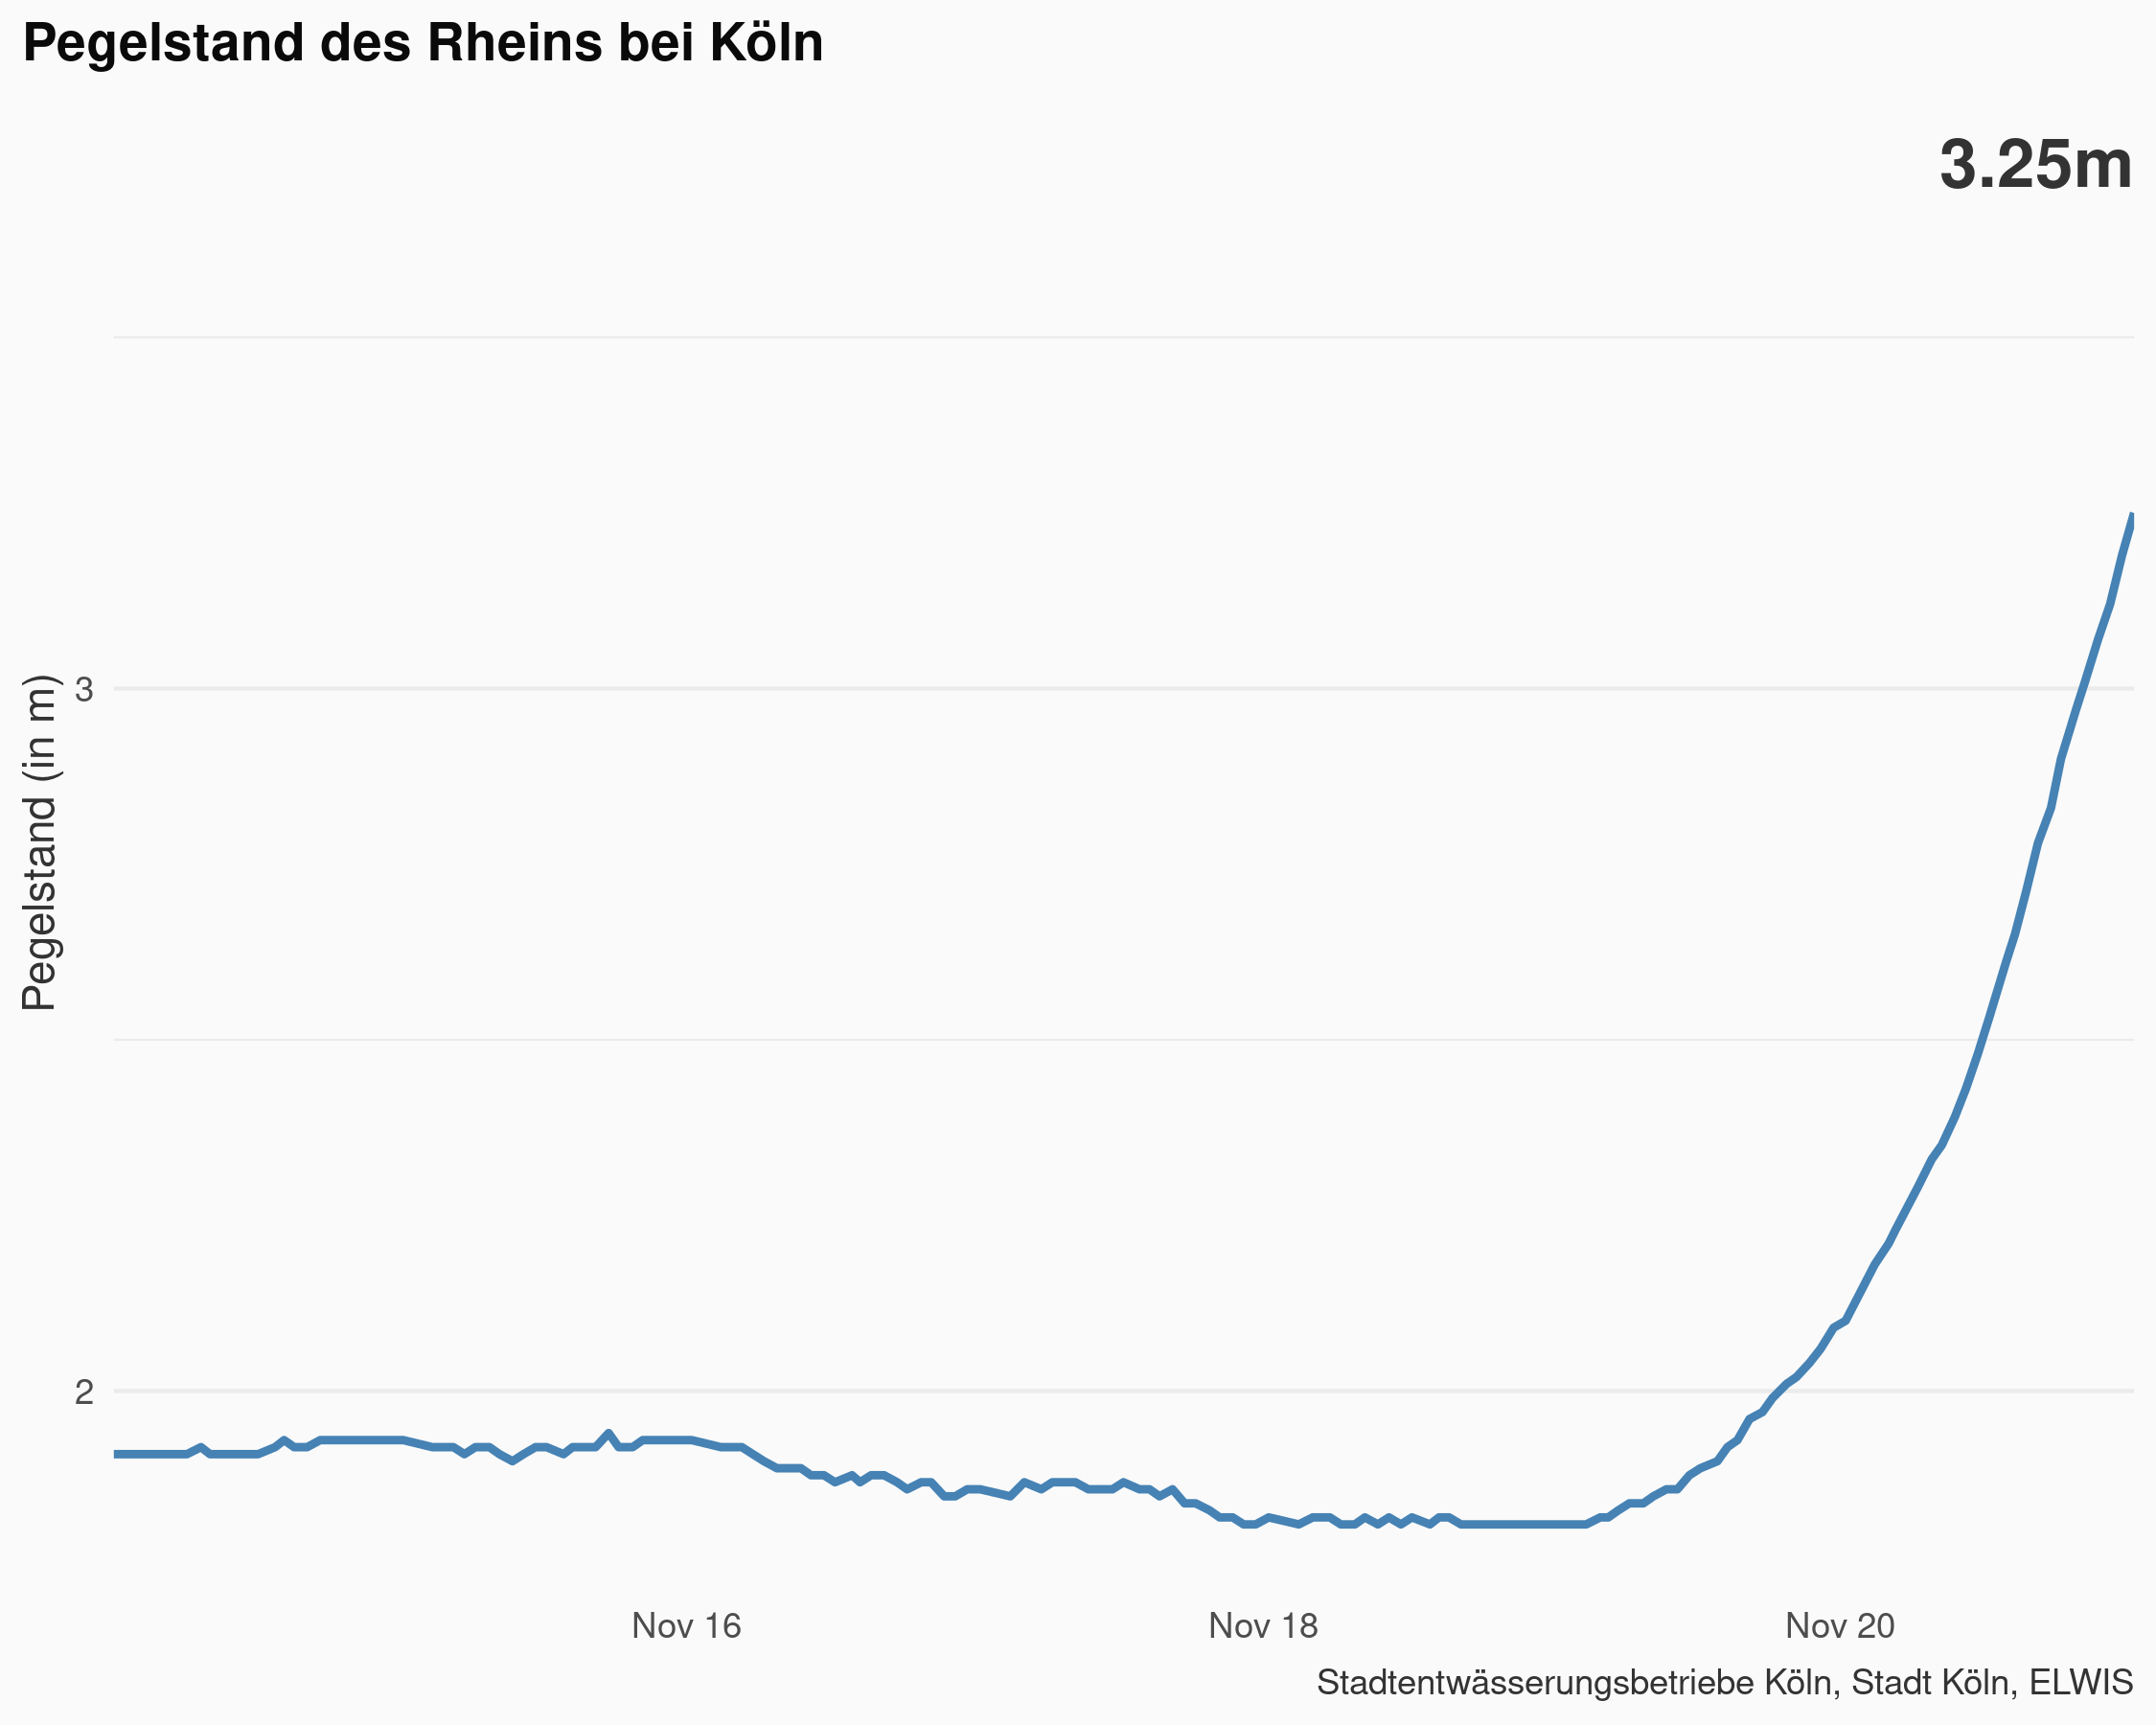 Pegelstand des Rheins bei Köln
3.25m
Pegelstand (in m)
3
2
Nov 16
Nov 18
Nov 20
Stadtentwässerungsbetriebe Köln, Stadt Köln, ELWIS